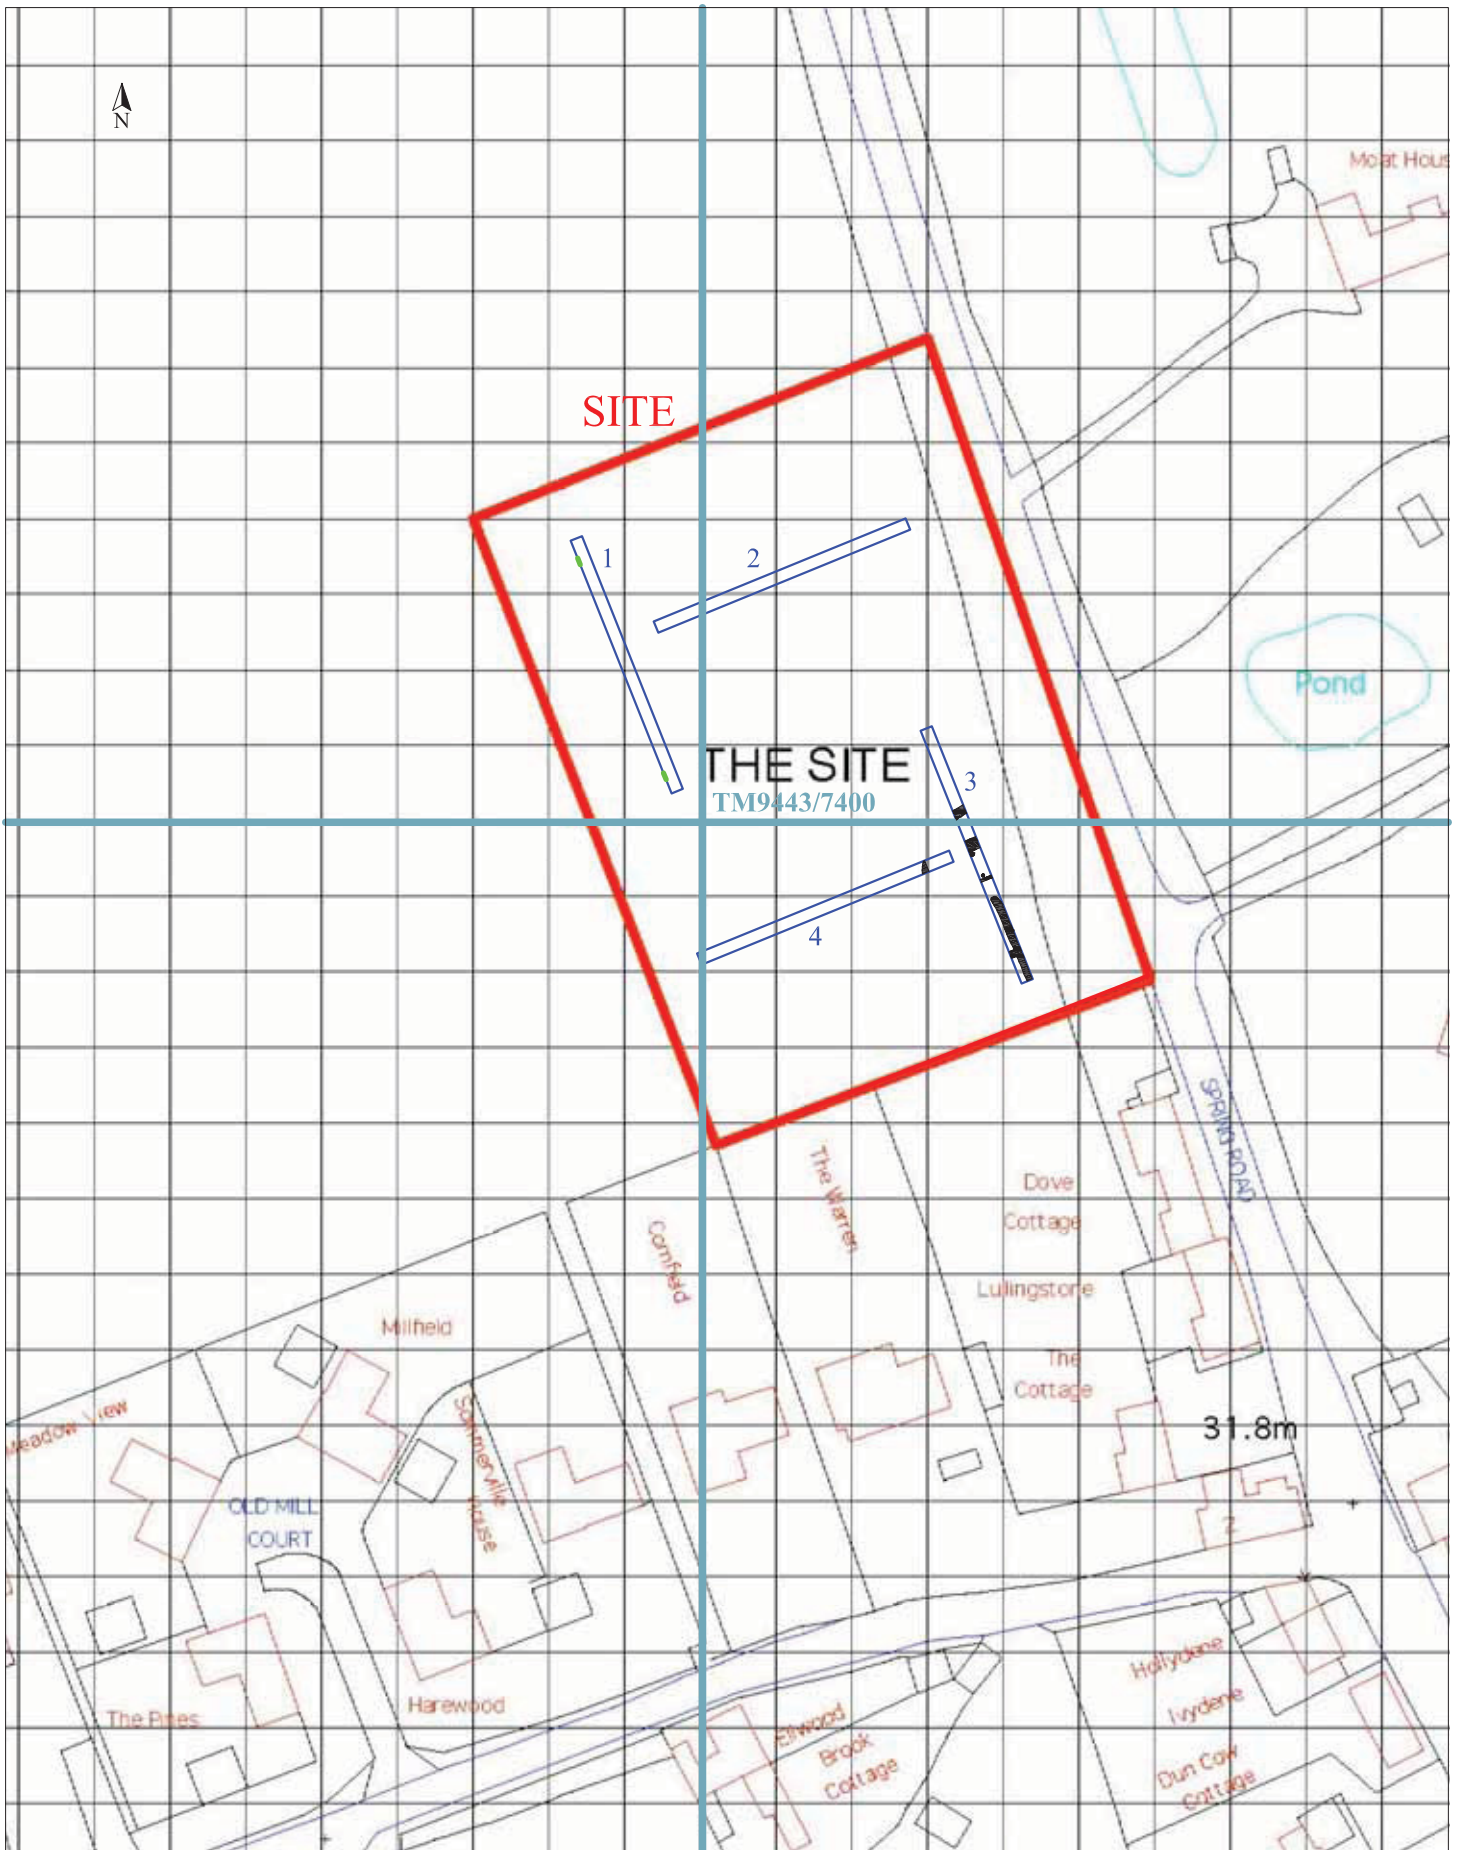 N
Moat Hous
SITE
1
2
Pond
THE SITE
TM9443/7400
3
4
SPRING ROAD
The Warren
Dove
Cottage
Cornfield
Lullingstone
Millfield
The
Cottage
Meadow View
Sommerville
House
31.8m
OLD MILL
COURT
2
Hollydene
Harewood
The Pines
Ivydene
Ellwood
Brook
Cottage
Dun Cow
Cottage